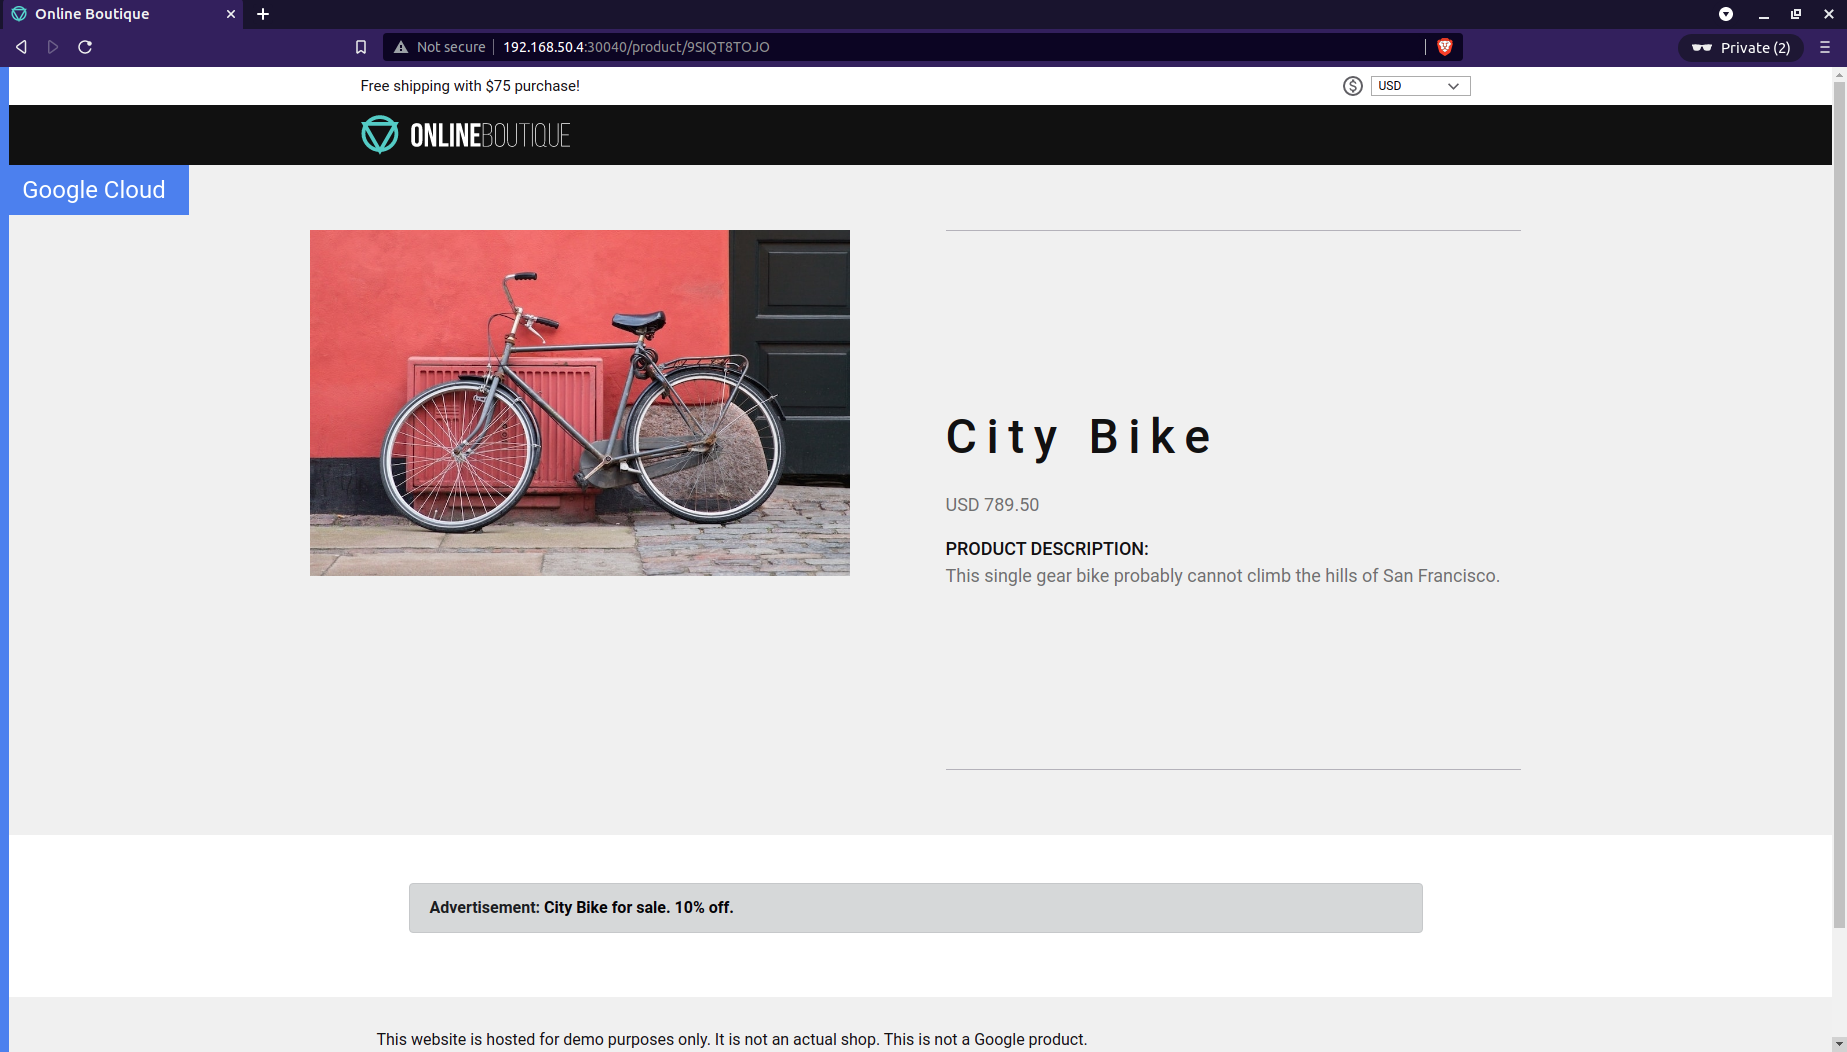 Online Boutique
Not secure 192.168.50.4:30040/product/9SIQT8TOJO
Private (2)
Free shipping with $75 purchase!
$ USD
ONLINEBOUTIQUE
Google Cloud
City Bike
USD 789.50
PRODUCT DESCRIPTION:
This single gear bike probably cannot climb the hills of San Francisco.
Advertisement: City Bike for sale. 10% off.
This website is hosted for demo purposes only. It is not an actual shop. This is not a Google product.